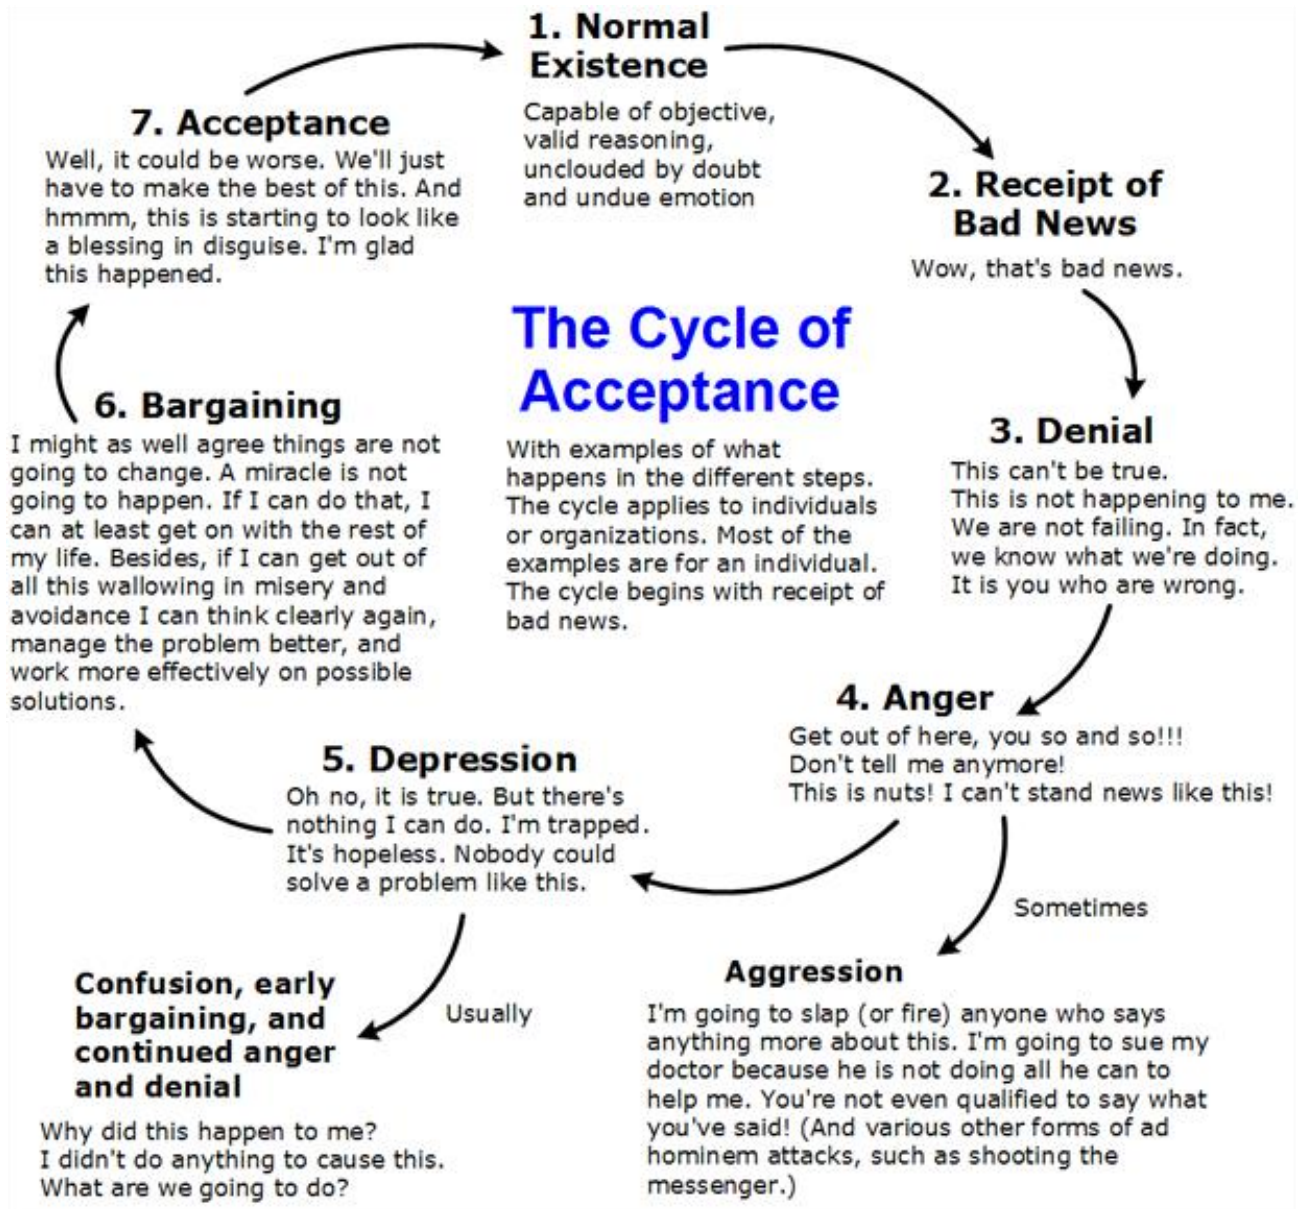 1. Normal
Existence
Capable of objective,
valid reasoning,
unclouded by doubt
and undue emotion
2. Receipt of
Bad News
Wow, that's bad news.
3. Denial
This can't be true.
This is not happening to me.
We are not failing. In fact,
we know what we're doing.
It is you who are wrong.
4. Anger
Get out of here, you so and so!!!
Don't tell me anymore!
This is nuts! I can't stand news like this!
Sometimes
Aggression
I'm going to slap (or fire) anyone who says
anything more about this. I'm going to sue my
doctor because he is not doing all he can to
help me. You're not even qualified to say what
you've said! (And various other forms of ad
hominem attacks, such as shooting the
messenger.)
5. Depression
Oh no, it is true. But there's
nothing I can do. I'm trapped.
It's hopeless. Nobody could
solve a problem like this.
Usually
Confusion, early
bargaining, and
continued anger
and denial
Why did this happen to me?
I didn't do anything to cause this.
What are we going to do?
6. Bargaining
I might as well agree things are not
going to change. A miracle is not
going to happen. If I can do that, I
can at least get on with the rest of
my life. Besides, if I can get out of
all this wallowing in misery and
avoidance I can think clearly again,
manage the problem better, and
work more effectively on possible
solutions.
7. Acceptance
Well, it could be worse. We'll just
have to make the best of this. And
hmmm, this is starting to look like
a blessing in disguise. I'm glad
this happened.
The Cycle of
Acceptance
With examples of what
happens in the different steps.
The cycle applies to individuals
or organizations. Most of the
examples are for an individual.
The cycle begins with receipt of
bad news.